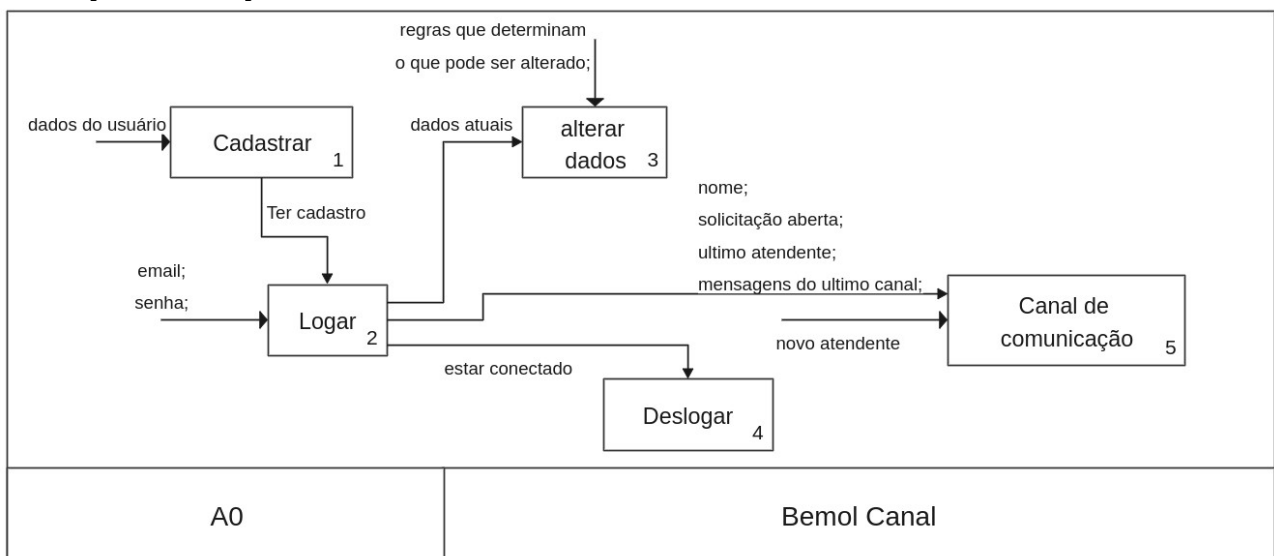 regras que determinam
o que pode ser alterado;
dados do usuário
Cadastrar
1
dados atuais
alterar
dados
3
Ter cadastro
nome;
solicitação aberta;
ultimo atendente;
mensagens do ultimo canal;
email;
senha;
Logar
2
Canal de
comunicação
5
novo atendente
estar conectado
Deslogar
4
A0
Bemol Canal